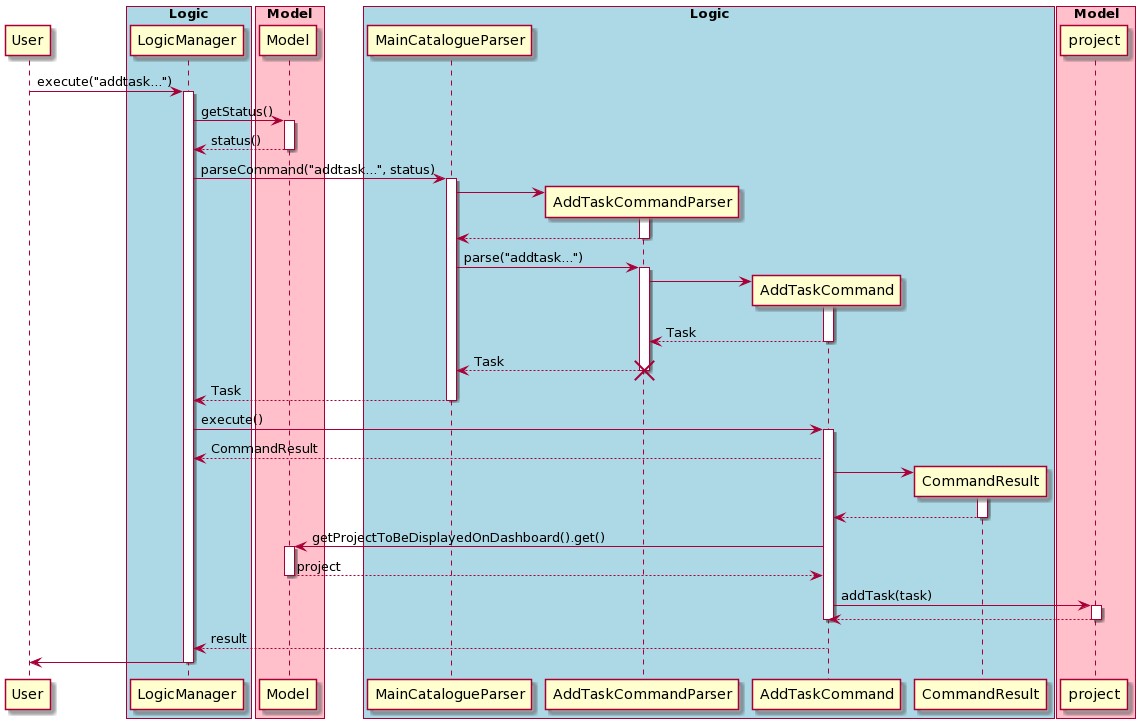 Logic
Model
Logic
Model
User
LogicManager
Model
MainCatalogueParser
project
execute("addtask...")
getStatus()
status()
parseCommand("addtask...", status)
AddTaskCommandParser
parse("addtask...")
AddTaskCommand
Task
Task
Task
execute()
CommandResult
CommandResult
getProjectToBeDisplayedOnDashboard().get()
project
addTask(task)
result
User
LogicManager
Model
MainCatalogueParser
AddTaskCommandParser
AddTaskCommand
CommandResult
project